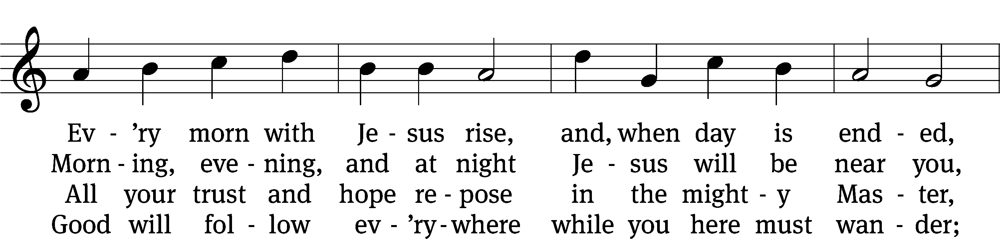 Ev - ’ry morn with Je - sus rise, and, when day is end - ed,
Morn - ing, eve - ning, and at night Je - sus will be near you,
All your trust and hope re - pose in the might - y Mas - ter,
Good will fol - low ev - ’ry - where while you here must wan - der;